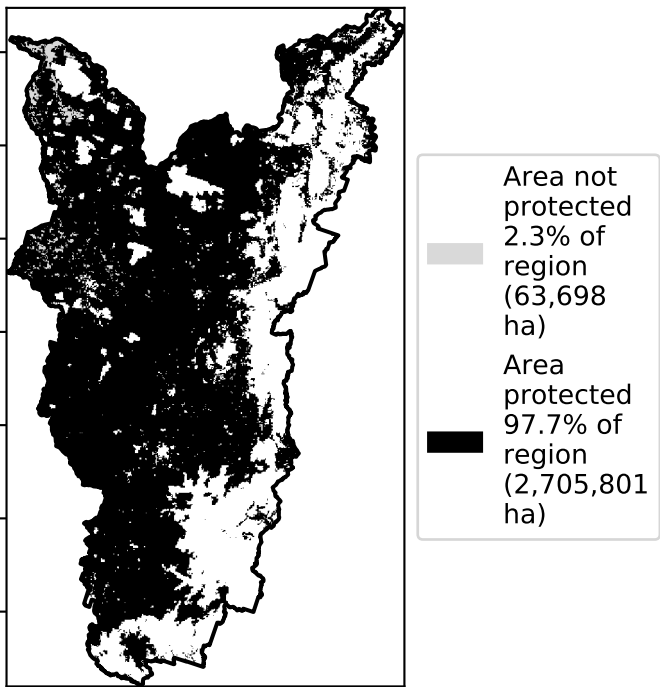 Area not
protected
2.3% of
region
(63,698
ha)
Area
protected
97.7% of
region
(2,705,801
ha)